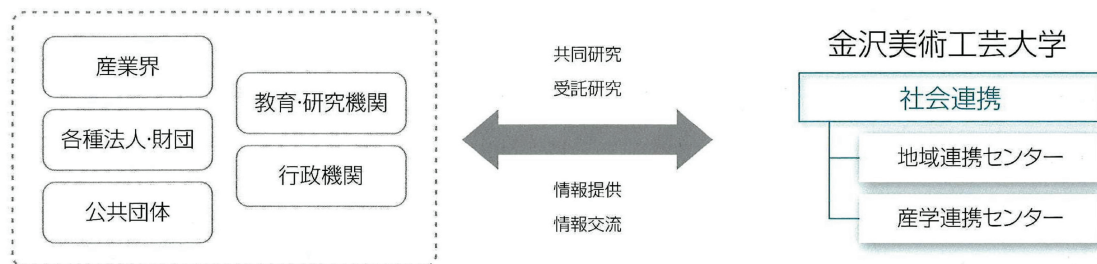 産業界
各種法人·財団
公共団体
教育·研究機関
行政機関
共同研究
受託研究
情報提供
情報交流
金沢美術工芸大学
社会連携
地域連携センター
産学連携センター